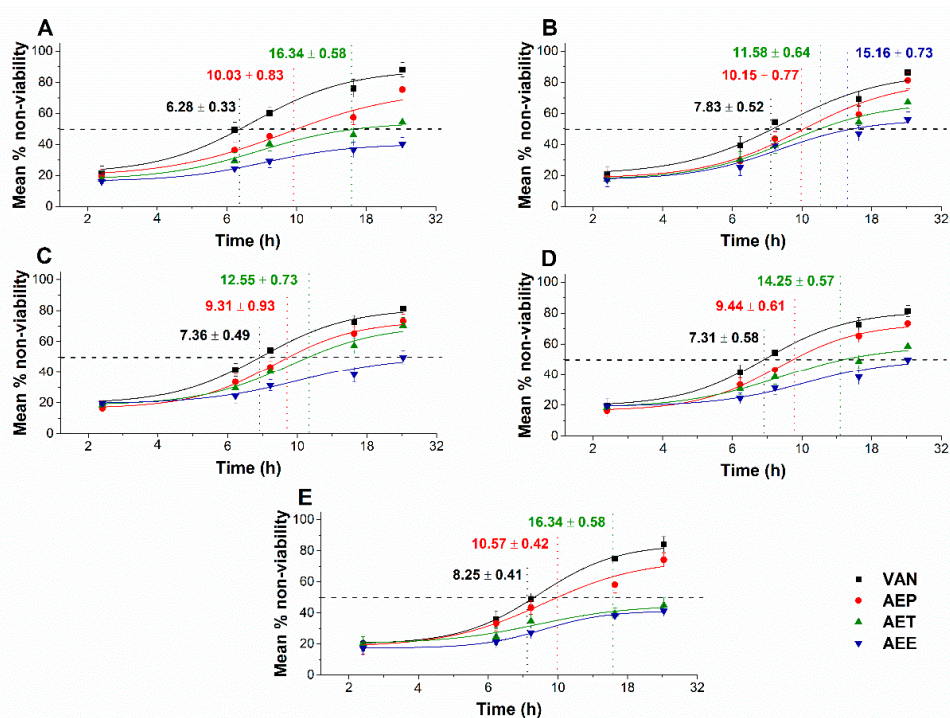 A
16.34 ± 0.58
10.03 ± 0.83
6.28 ± 0.33
Mean % non-viability
100
80
60
40
20
0
2 4 6 10 18 32
Time (h)
B
11.58 ± 0.64
15.16 ± 0.73
10.15 ± 0.77
7.83 ± 0.52
Mean % non-viability
100
80
60
40
20
0
2 4 6 10 18 32
Time (h)
C
12.55 ± 0.73
9.31 ± 0.93
7.36 ± 0.49
Mean % non-viability
100
80
60
40
20
0
2 4 6 10 18 32
Time (h)
D
14.25 ± 0.57
9.44 ± 0.61
7.31 ± 0.58
Mean % non-viability
100
80
60
40
20
0
2 4 6 10 18 32
Time (h)
E
16.34 ± 0.58
10.57 ± 0.42
8.25 ± 0.41
Mean % non-viability
100
80
60
40
20
0
2 4 6 10 18 32
Time (h)
VAN
AEP
AET
AEE